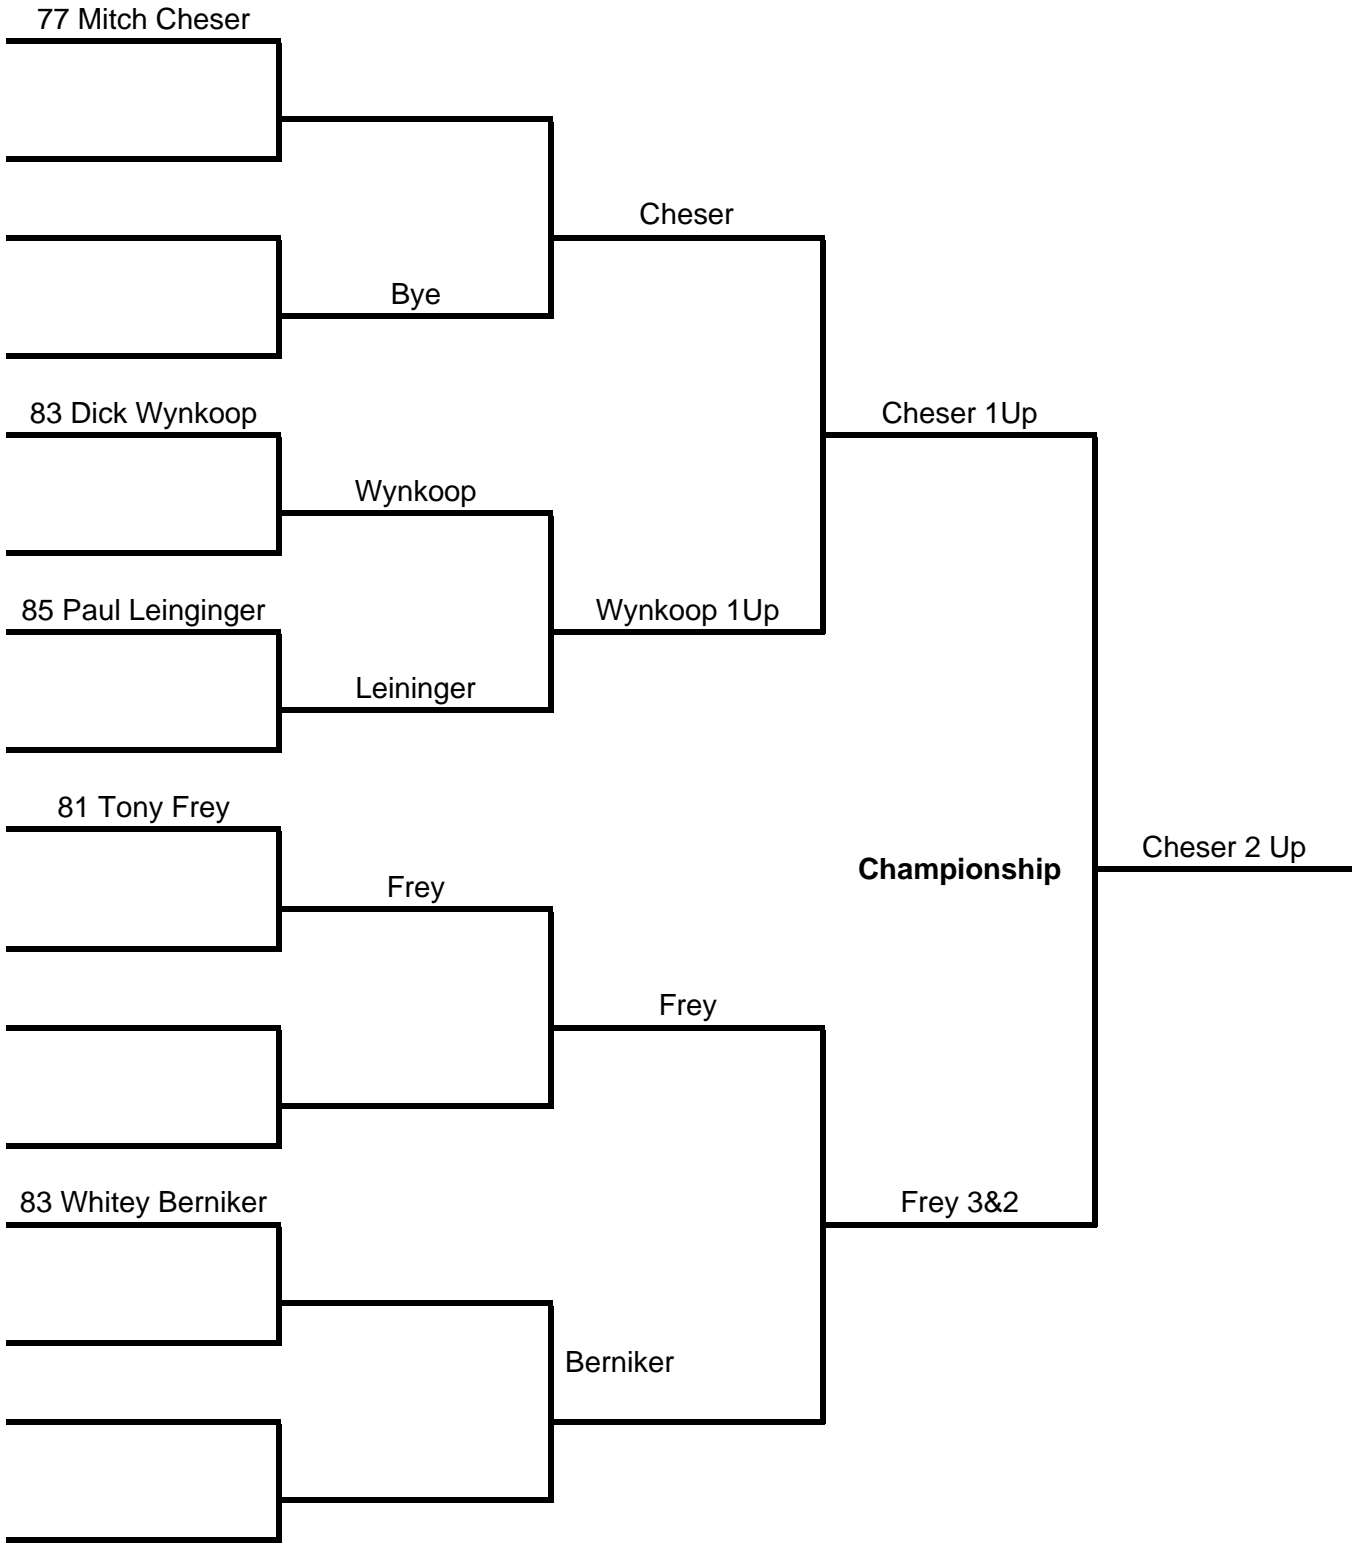 77 Mitch Cheser
Cheser
Bye
83 Dick Wynkoop
Cheser 1Up
Wynkoop
85 Paul Leinginger
Wynkoop 1Up
Leininger
81 Tony Frey
Cheser 2 Up
Championship
Frey
Frey
83 Whitey Berniker
Frey 3&2
Berniker